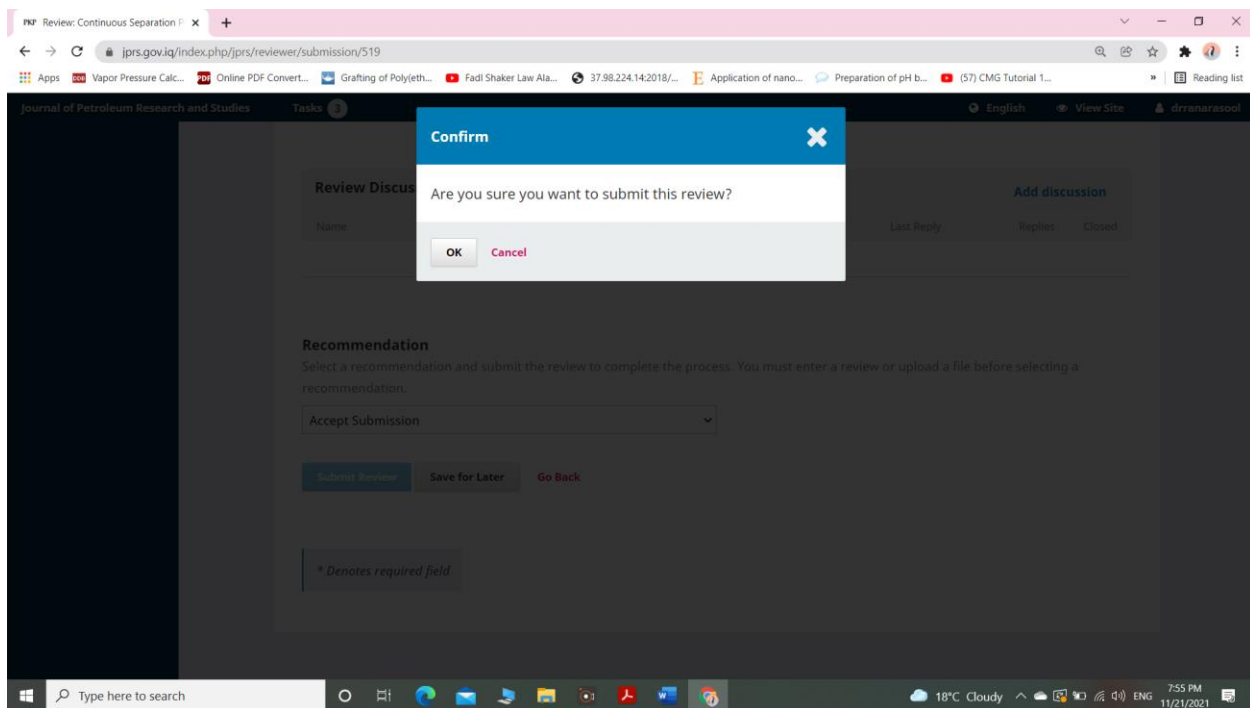 PKP Review: Continuous Separation P
jprs.gov.iq/index.php/jprs/reviewer/submission/519
Apps Vapor Pressure Calc... Online PDF Convert... Grafting of Poly(eth... Fadl Shaker Law Ala... 37.98.224.14:2018/... Application of nano... Preparation of pH b... (57) CMG Tutorial 1... » Reading list
Journal of Petroleum Research and Studies Tasks 3 English View Site drranarasool
Confirm
Are you sure you want to submit this review?
OK Cancel
Review Discus Add discussion
Name Last Reply Replies Closed
Recommendation
Select a recommendation and submit the review to complete the process. You must enter a review or upload a file before selecting a
recommendation.
Accept Submission
Submit Review Save for Later Go Back
* Denotes required field
Type here to search 18°C Cloudy ENG 7:55 PM
11/21/2021